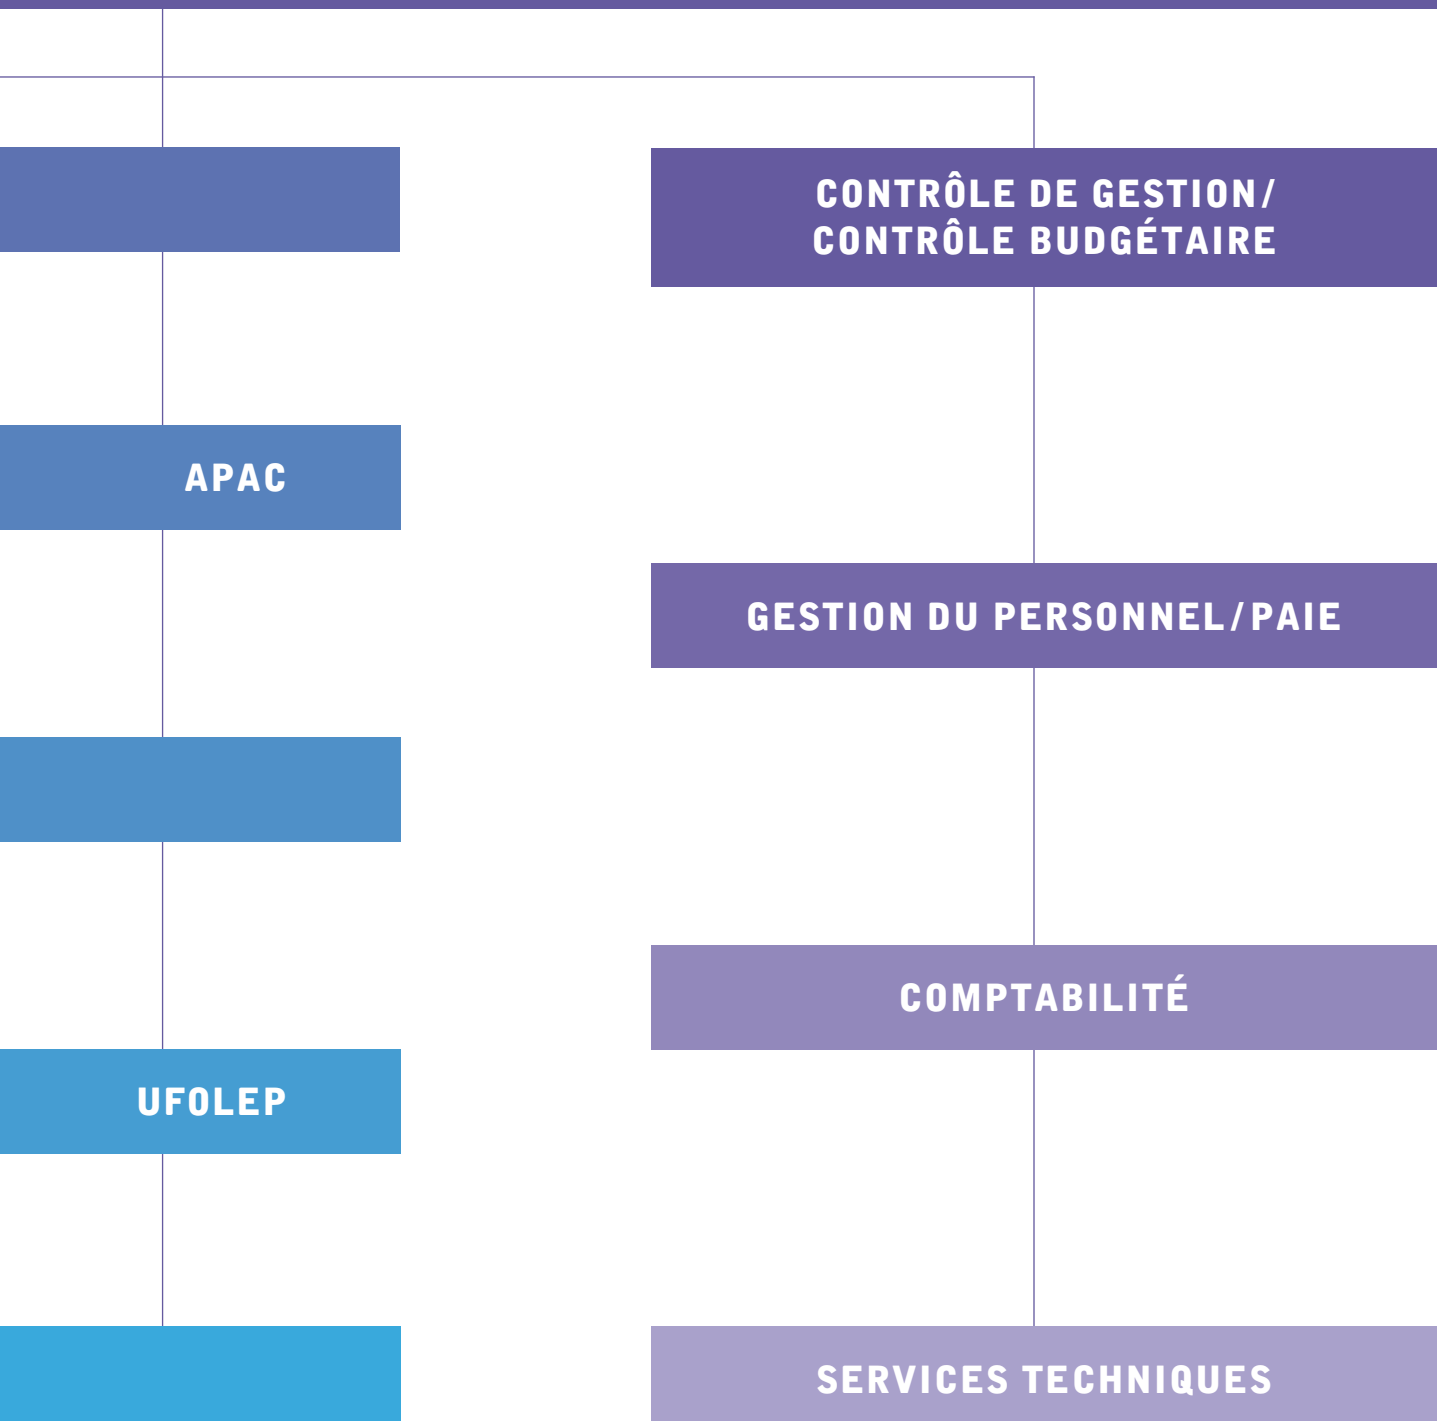 CONTRÔLE DE GESTION/
CONTRÔLE BUDGÉTAIRE
APAC
GESTION DU PERSONNEL/PAIE
COMPTABILITÉ
UFOLEP
SERVICES TECHNIQUES